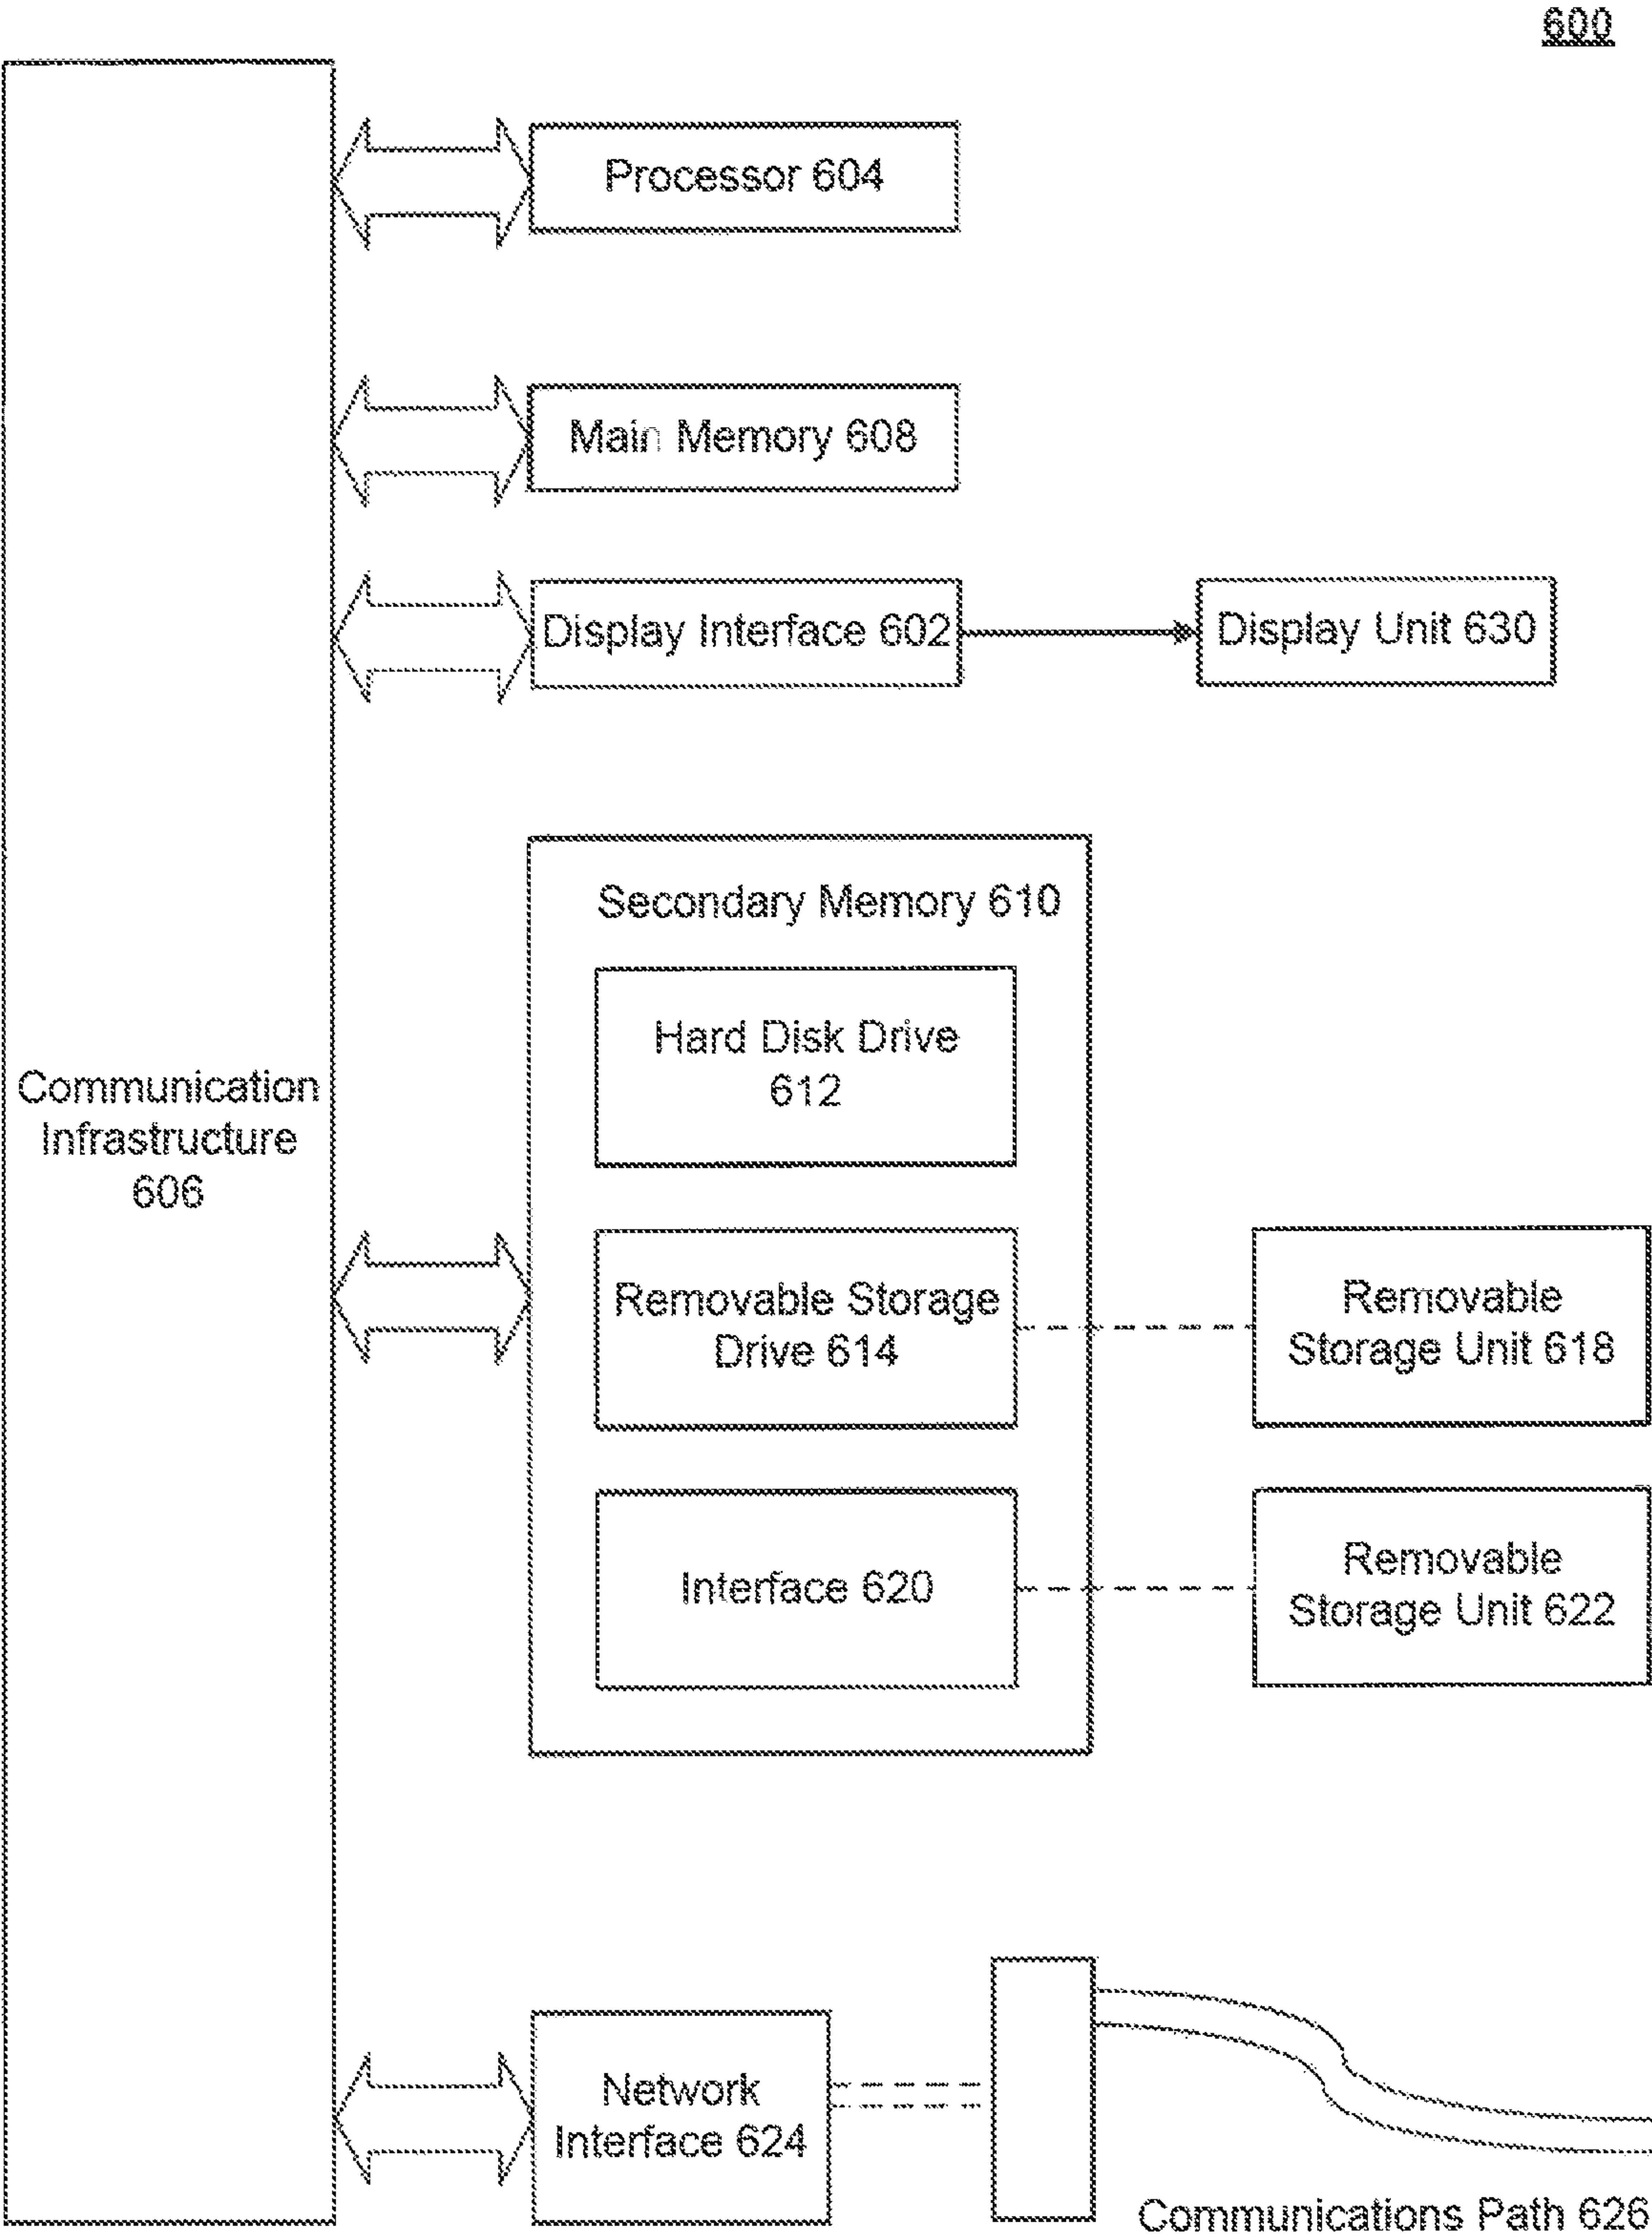 600
Processor 604
Main Memory 608
Display Interface 602
Display Unit 630
Secondary Memory 610
Hard Disk Drive
612
Communication
Infrastructure
606
Removable Storage
Drive 614
Removable
Storage Unit 618
Interface 620
Removable
Storage Unit 622
Network
Interface 624
Communications Path 626